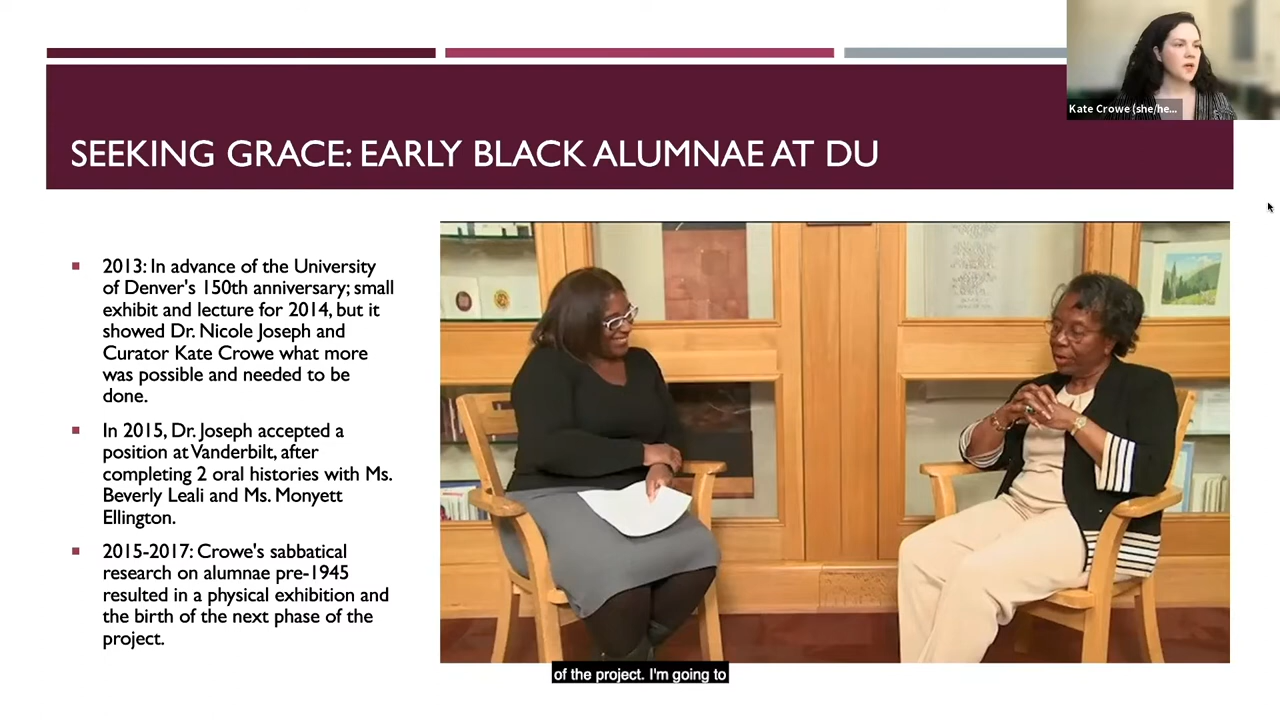 Kate Crowe (she/he...
SEEKING GRACE: EARLY BLACK ALUMNAE AT DU
2013: In advance of the University
of Denver's 150th anniversary; small
exhibit and lecture for 2014, but it
showed Dr. Nicole Joseph and
Curator Kate Crowe what more
was possible and needed to be
done.
In 2015, Dr. Joseph accepted a
position at Vanderbilt, after
completing 2 oral histories with Ms.
Beverly Leali and Ms. Monyett
Ellington.
2015-2017: Crowe's sabbatical
research on alumnae pre-1945
resulted in a physical exhibition and
the birth of the next phase of the
project.
of the project. I'm going to